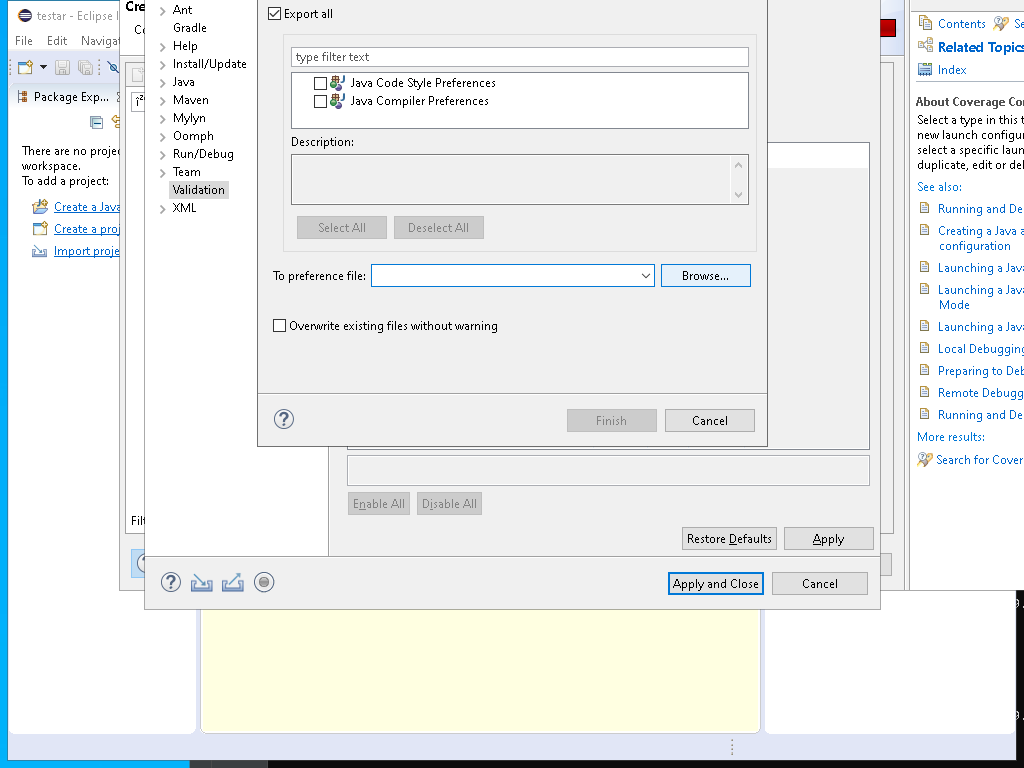 testar - Eclipse I
File Edit Navigat
Package Exp...
There are no projec
workspace.
To add a project:
Create a Java
Create a proj
Import proje
Cre
Filt
Ant
Gradle
Help
Install/Update
Java
Maven
Mylyn
Oomph
Run/Debug
Team
Validation
XML
Export all
type filter text
Java Code Style Preferences
Java Compiler Preferences
Description:
Select All Deselect All
To preference file: Browse...
Overwrite existing files without warning
Finish Cancel
Enable All Disable All
Restore Defaults Apply
Apply and Close Cancel
Contents Se
Related Topics
Index
About Coverage Co
Select a type in this t
new launch configur
select a specific laun
duplicate, edit or del
See also:
Running and De
Creating a Java a
configuration
Launching a Java
Launching a Java
Mode
Launching a Java
Local Debugging
Preparing to Deb
Remote Debugg
Running and De
More results:
Search for Cover